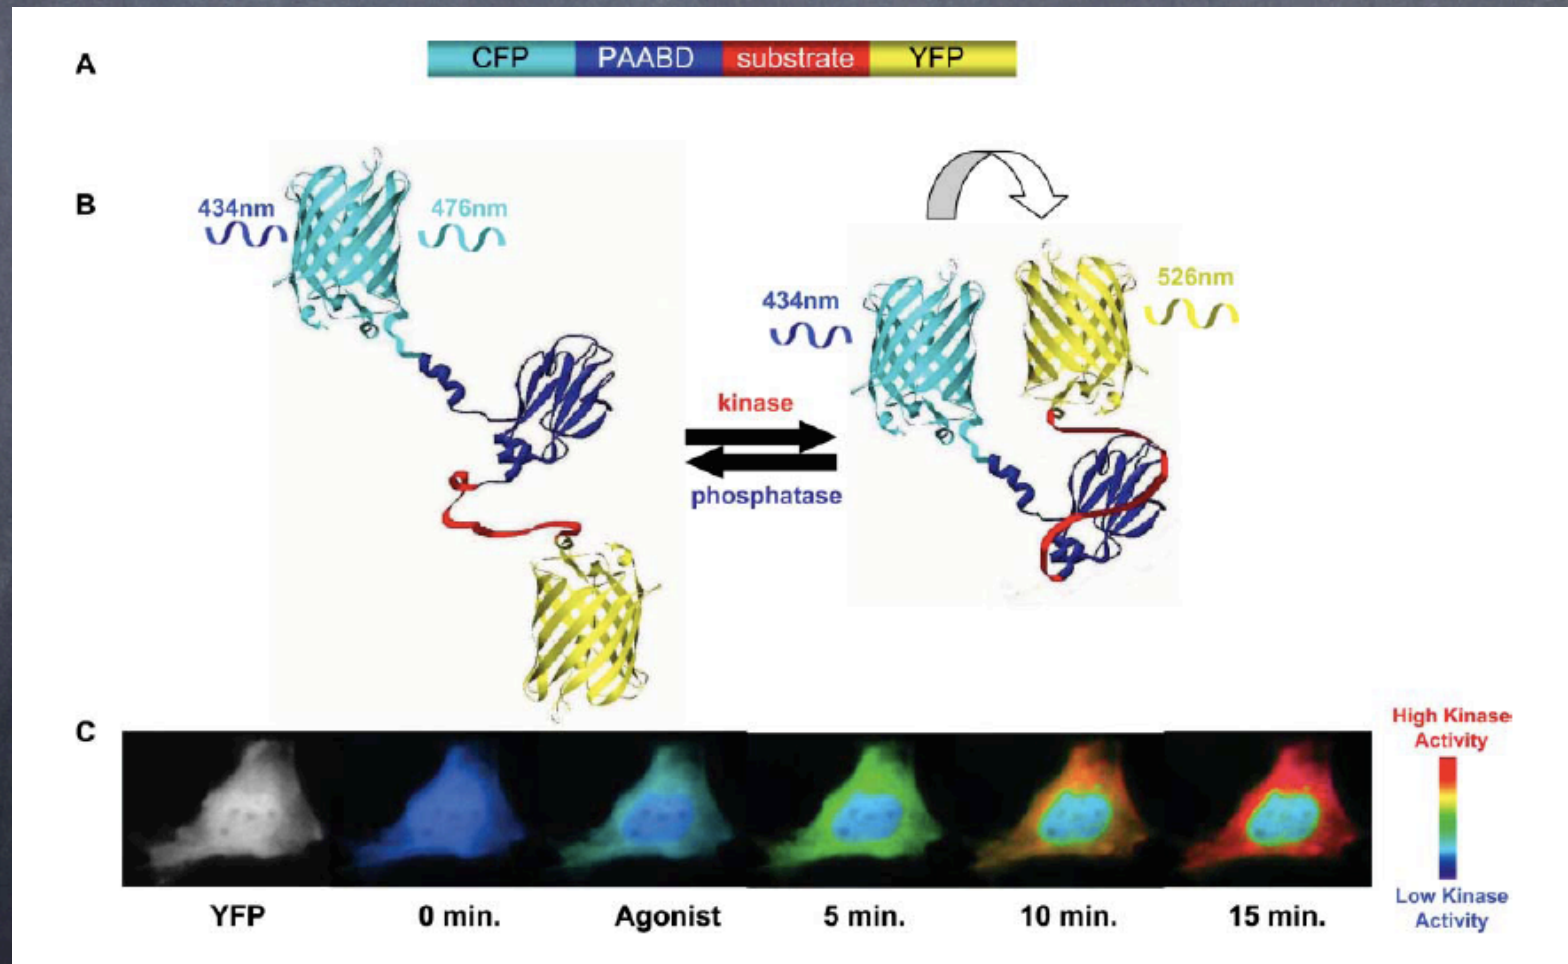 A
CFP PAABD substrate YFP
B
434nm
476nm
434nm
526nm
kinase
phosphatase
C
High Kinase
Activity
Low Kinase
Activity
YFP 0 min. Agonist 5 min. 10 min. 15 min.